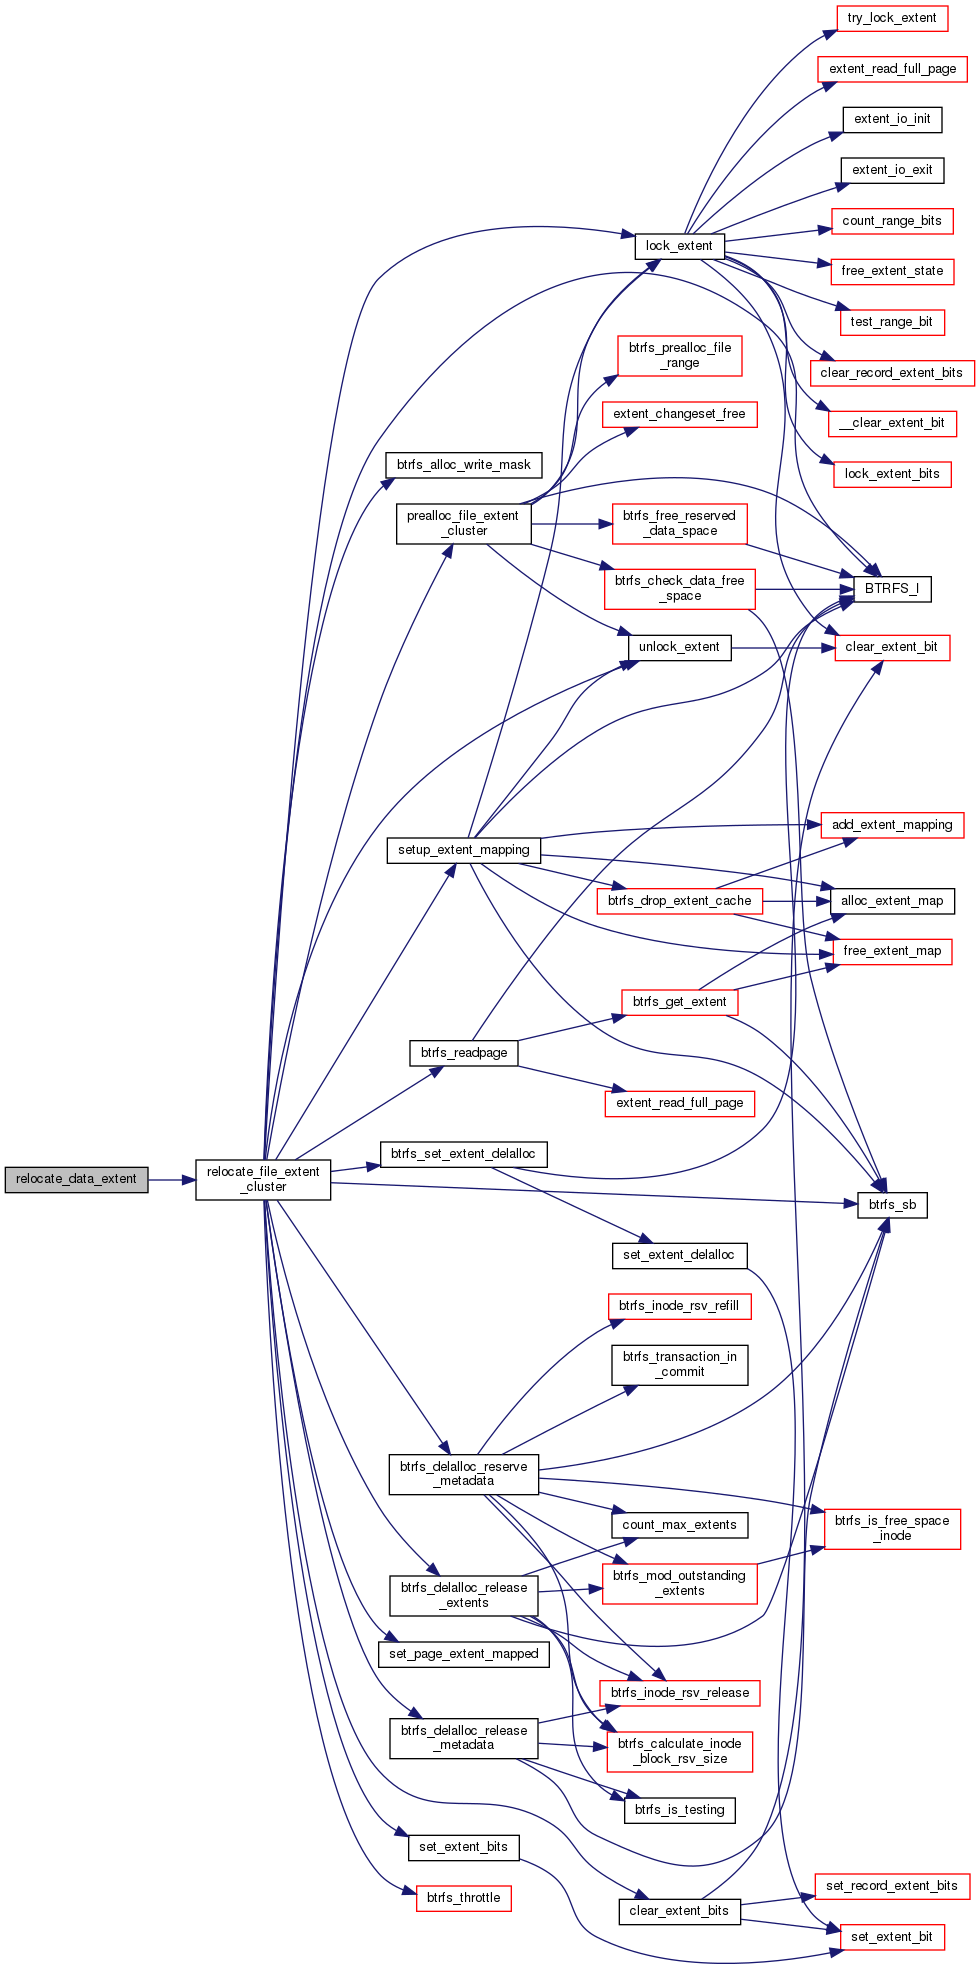 try_lock_extent
extent_read_full_page
extent_io_init
extent_io_exit
count_range_bits
lock_extent
free_extent_state
test_range_bit
btrfs_prealloc_file
_range
clear_record_extent_bits
extent_changeset_free
__clear_extent_bit
btrfs_alloc_write_mask
lock_extent_bits
prealloc_file_extent
_cluster
btrfs_free_reserved
_data_space
btrfs_check_data_free
_space
BTRFS_I
unlock_extent
clear_extent_bit
add_extent_mapping
setup_extent_mapping
btrfs_drop_extent_cache
alloc_extent_map
free_extent_map
btrfs_get_extent
btrfs_readpage
extent_read_full_page
btrfs_set_extent_delalloc
relocate_data_extent
relocate_file_extent
_cluster
btrfs_sb
set_extent_delalloc
btrfs_inode_rsv_refill
btrfs_transaction_in
_commit
btrfs_delalloc_reserve
_metadata
count_max_extents
btrfs_is_free_space
_inode
btrfs_mod_outstanding
_extents
btrfs_delalloc_release
_extents
set_page_extent_mapped
btrfs_inode_rsv_release
btrfs_delalloc_release
_metadata
btrfs_calculate_inode
_block_rsv_size
btrfs_is_testing
set_extent_bits
btrfs_throttle
set_record_extent_bits
clear_extent_bits
set_extent_bit